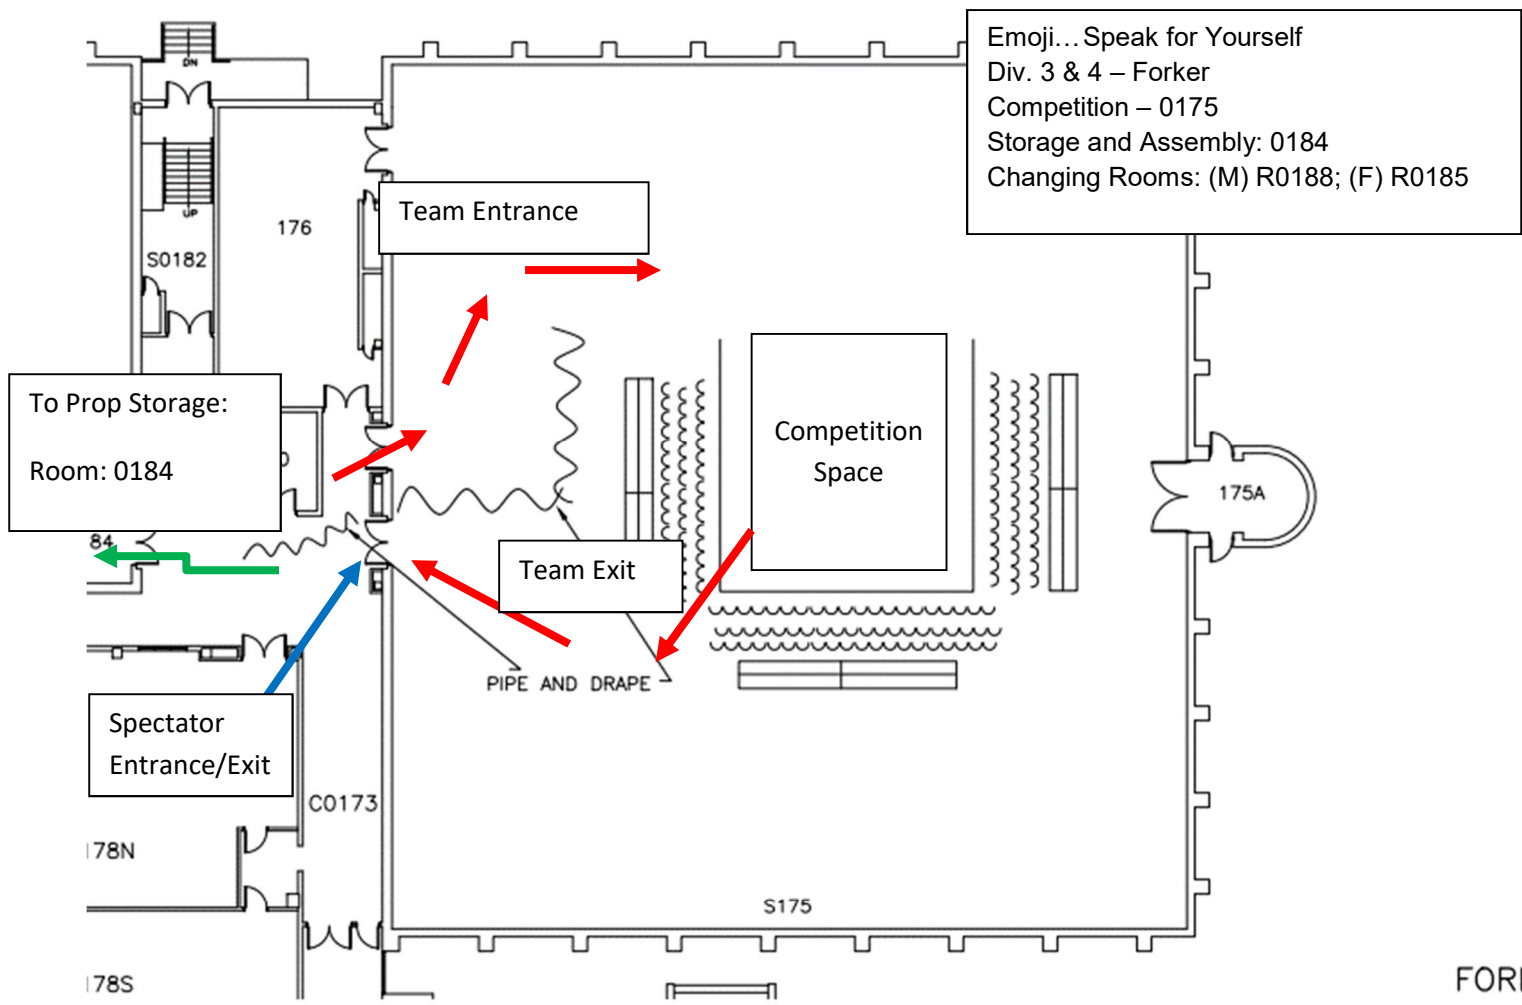 Emoji… Speak for Yourself
Div. 3 & 4 – Forker
Competition – 0175
Storage and Assembly: 0184
Changing Rooms: (M) R0188; (F) R0185
DN
UP
Team Entrance
176
S0182
To Prop Storage:
Room: 0184
Competition
Space
175A
84
Team Exit
PIPE AND DRAPE
Spectator
Entrance/Exit
C0173
178N
S175
178S